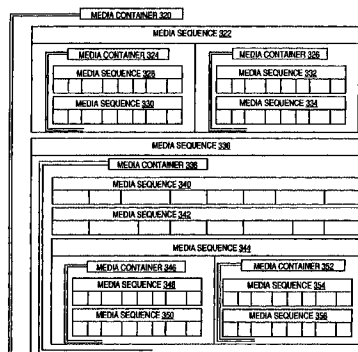 MEDIA CONTAINER 320
MEDIA SEQUENCE 322
MEDIA CONTAINER 324
MEDIA CONTAINER 326
MEDIA SEQUENCE 328
MEDIA SEQUENCE 332
MEDIA SEQUENCE 330
MEDIA SEQUENCE 334
MEDIA SEQUENCE 336
MEDIA CONTAINER 338
MEDIA SEQUENCE 340
MEDIA SEQUENCE 342
MEDIA SEQUENCE 344
MEDIA CONTAINER 346
MEDIA CONTAINER 352
MEDIA SEQUENCE 348
MEDIA SEQUENCE 354
MEDIA SEQUENCE 350
MEDIA SEQUENCE 356